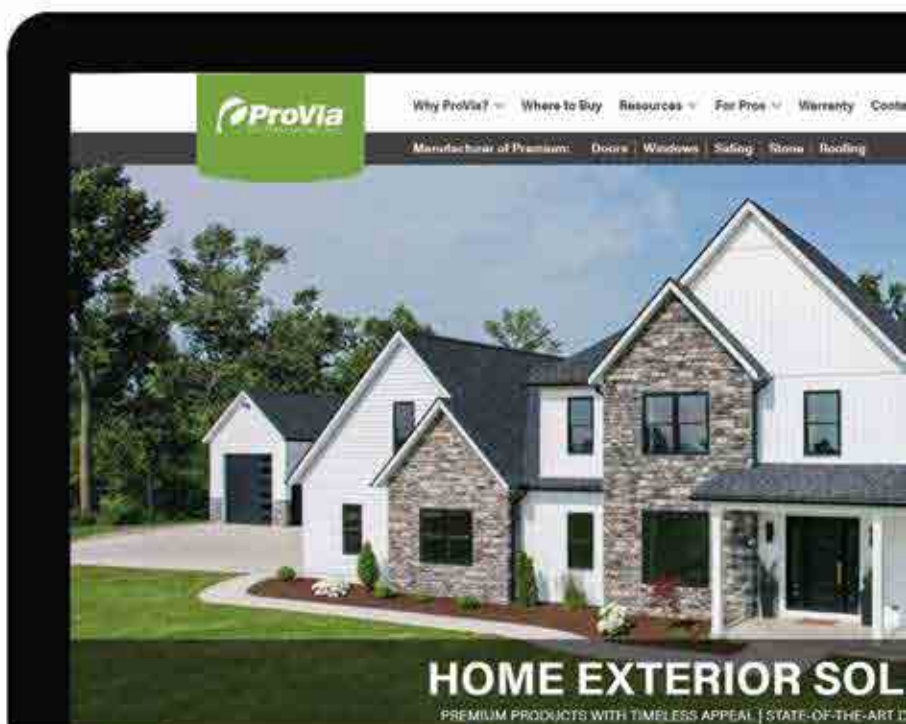 ProVia
Why ProVia? Where to Buy Resources For Pros Warranty Conta
Manufacturer of Premium: Doors | Windows | Siding | Stone | Roofing
HOME EXTERIOR SOL
PREMIUM PRODUCTS WITH TIMELESS APPEAL | STATE-OF-THE-ART